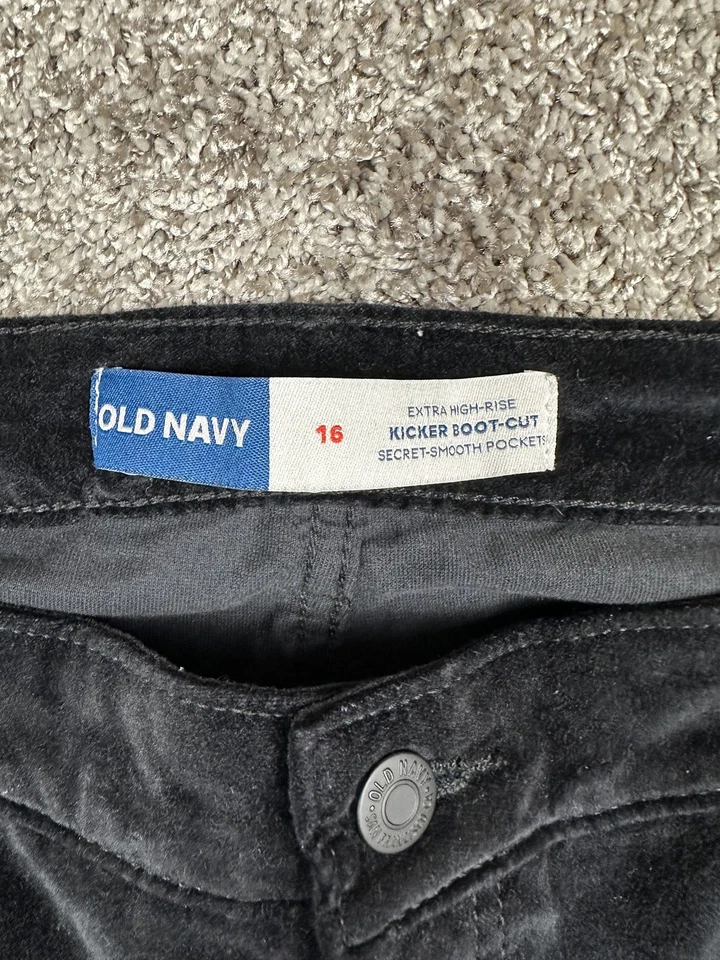 OLD NAVY
16
EXTRA HIGH-RISE
KICKER BOOT-CUT
SECRET-SMOOTH POCKETS
OLD NAVY